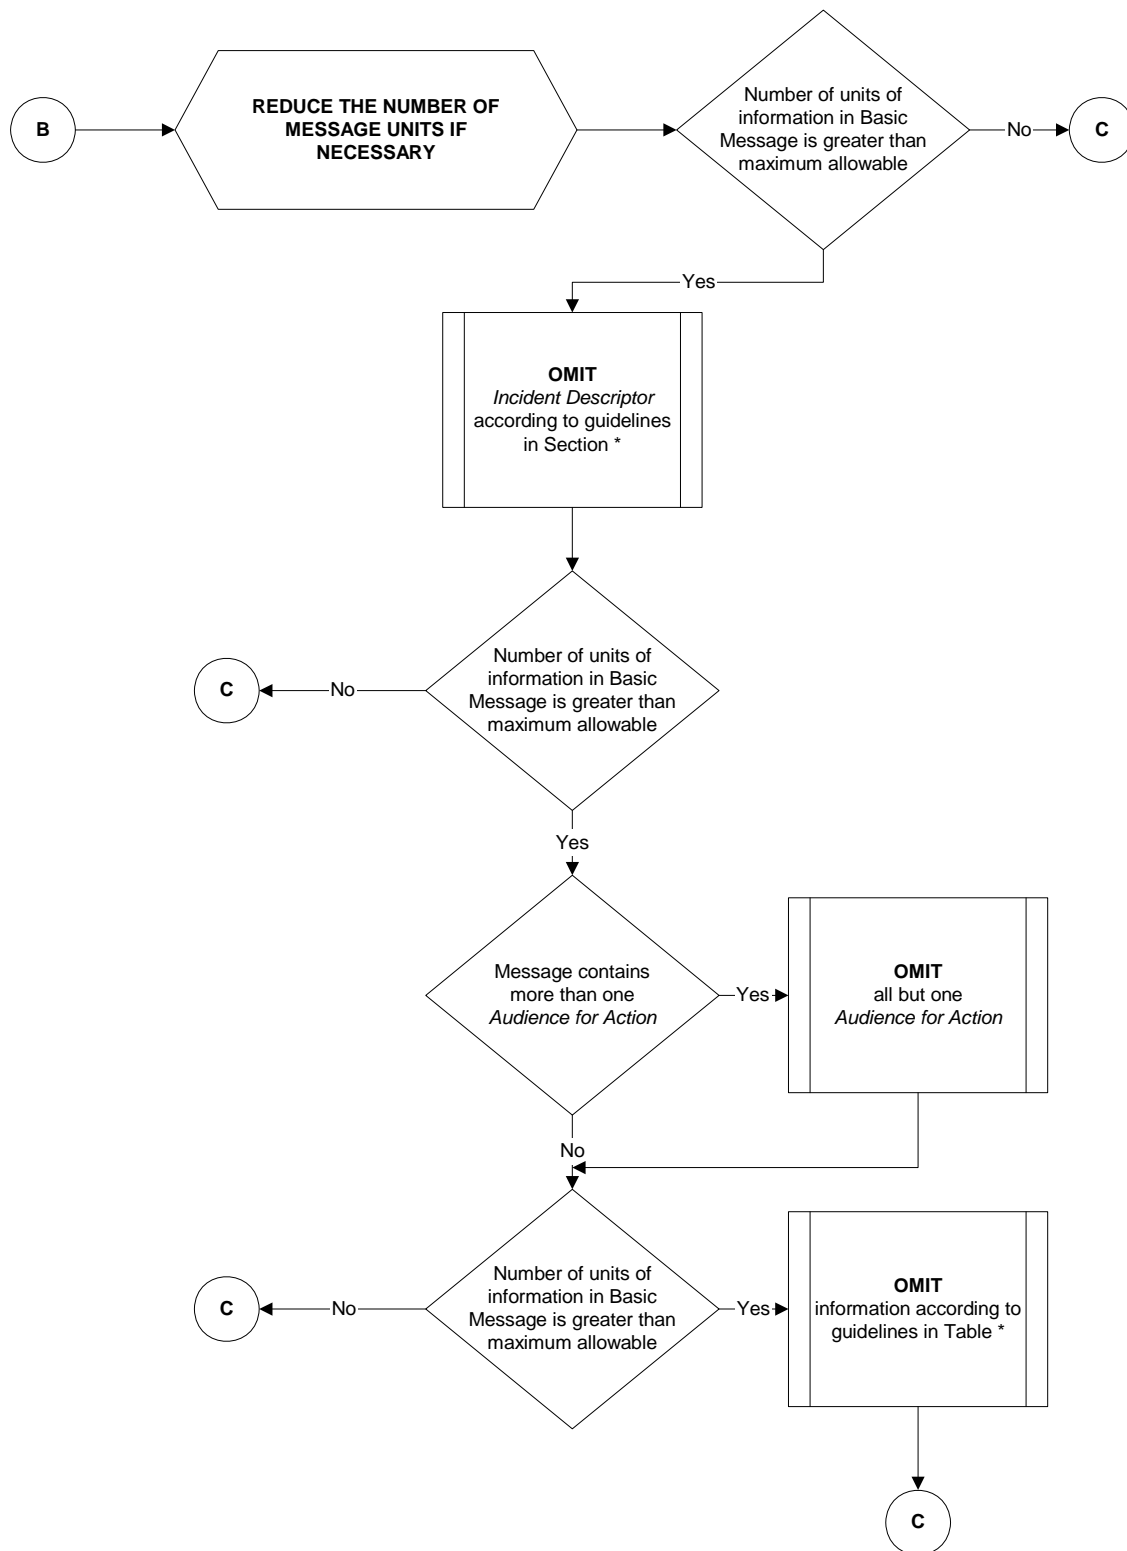 B
REDUCE THE NUMBER OF
MESSAGE UNITS IF
NECESSARY
Number of units of
information in Basic
Message is greater than
maximum allowable
No
C
Yes
OMIT
Incident Descriptor
according to guidelines
in Section *
Number of units of
information in Basic
Message is greater than
maximum allowable
No
C
Yes
Message contains
more than one
Audience for Action
Yes
OMIT
all but one
Audience for Action
No
Number of units of
information in Basic
Message is greater than
maximum allowable
No
C
Yes
OMIT
information according to
guidelines in Table *
C